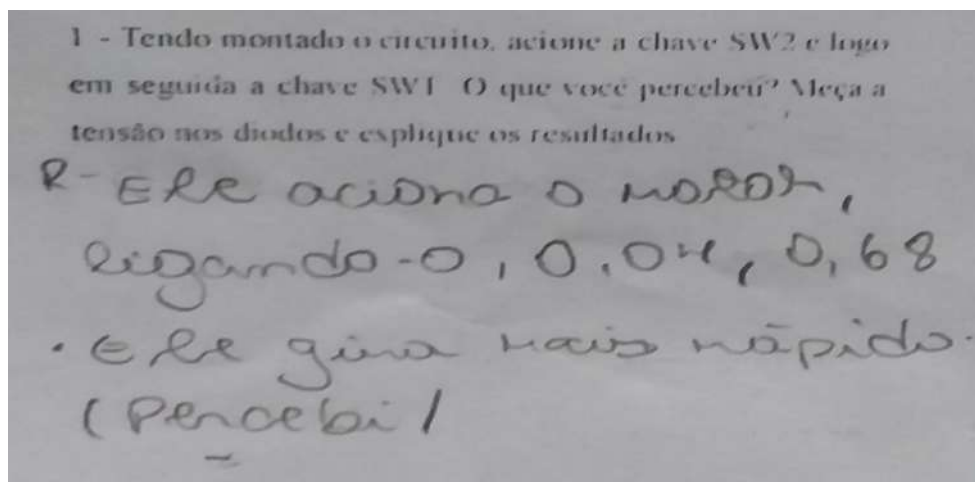 1 - Tendo montado o circuito, acione a chave SW2 e logo
em seguida a chave SW1 O que você percebeu? Meça a
tensão nos diodos e explique os resultados
R- Ele aciona o motor,
ligando-o, 0.04, 0,68
. Ele gira mais rápido.
(Percebi)